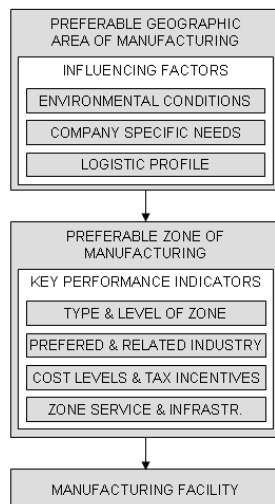 PREFERABLE GEOGRAPHIC
AREA OF MANUFACTURING
INFLUENCING FACTORS
ENVIRONMENTAL CONDITIONS
COMPANY SPECIFIC NEEDS
LOGISTIC PROFILE
PREFERABLE ZONE OF
MANUFACTURING
KEY PERFORMANCE INDICATORS
TYPE & LEVEL OF ZONE
PREFERED & RELATED INDUSTRY
COST LEVELS & TAX INCENTIVES
ZONE SERVICE & INFRASTR.
MANUFACTURING FACILITY